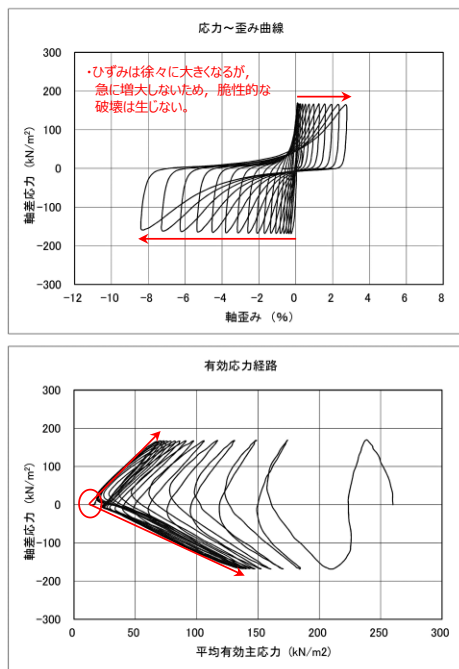 応力～歪み曲線
・ひずみは徐々に大きくなるが,
急に増大しないため, 脆性的な
破壊は生じない。
軸差応力 (kN/m²)
300
200
100
0
-100
-200
-300
-12 -10 -8 -6 -4 -2 0 2 4 6 8
軸歪み (%)
有効応力経路
軸差応力 (kN/m²)
300
200
100
0
-100
-200
-300
0 50 100 150 200 250 300
平均有効主応力 (kN/m2)